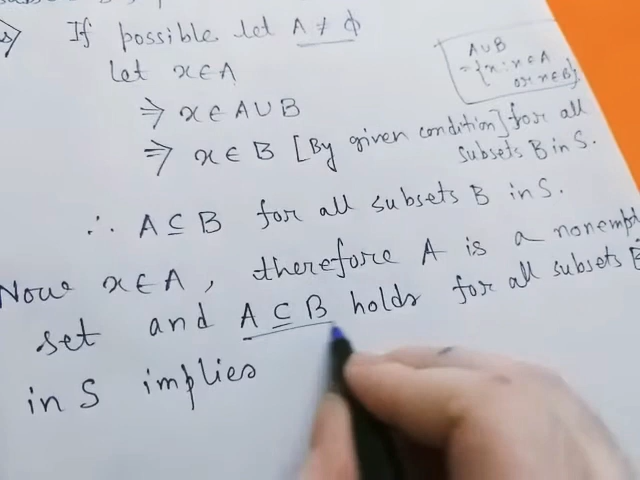 If possible let A ≠ ϕ
let x∈A
⇒ x∈A∪B
⇒ x∈B [By given condition] for all
subsets B in S.
A∪B
= {x : x∈A
or x∈B}.
∴ A⊆B for all subsets B in S.
Now x∈A, therefore A is a
set and A⊆B holds for all subsets B
in S implies